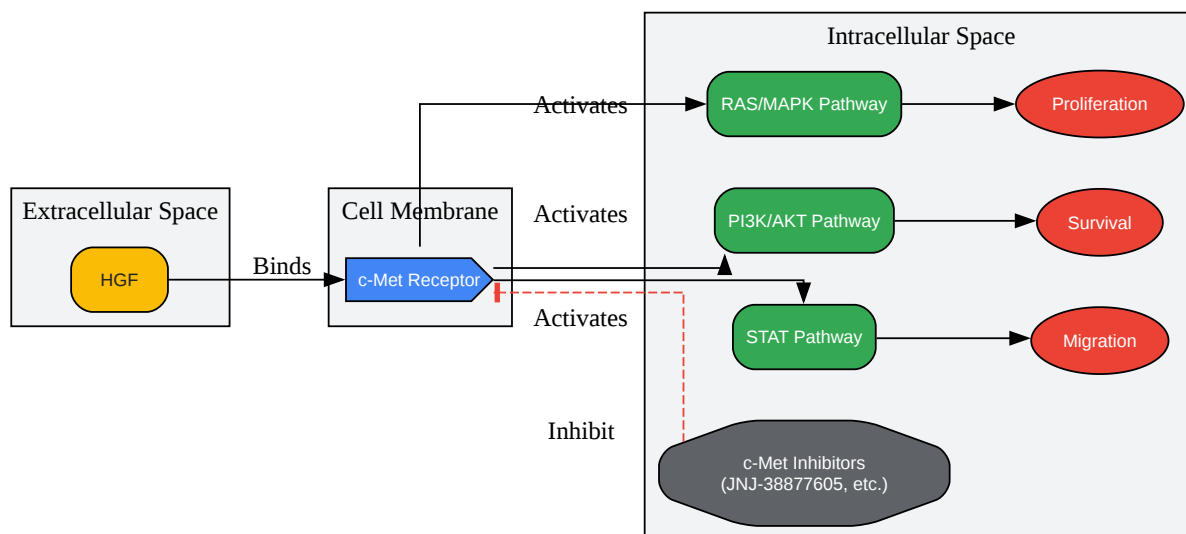 Intracellular Space
Activates
RAS/MAPK Pathway
Proliferation
Extracellular Space
Cell Membrane
Activates
PI3K/AKT Pathway
Survival
HGF
Binds
c-Met Receptor
Activates
STAT Pathway
Migration
Inhibit
c-Met Inhibitors
(JNJ-38877605, etc.)